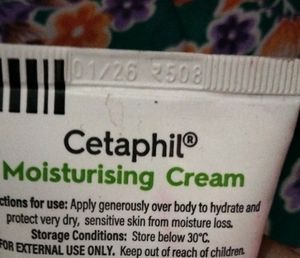 01/26 ₹508
Cetaphil®
Moisturising Cream
ctions for use: Apply generously over body to hydrate and
protect very dry, sensitive skin from moisture loss.
Storage Conditions: Store below 30°C.
FOR EXTERNAL USE ONLY. Keep out of reach of children.